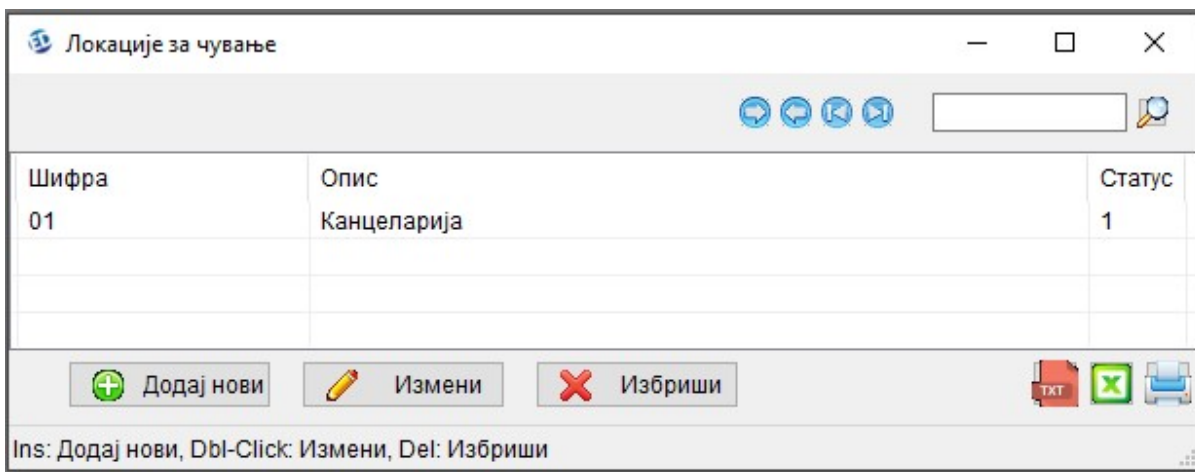 Локације за чување
Шифра Опис Статус
01 Канцеларија 1
Додај нови Измени Избриши TXT X
Ins: Додај нови, Dbl-Click: Измени, Del: Избриши